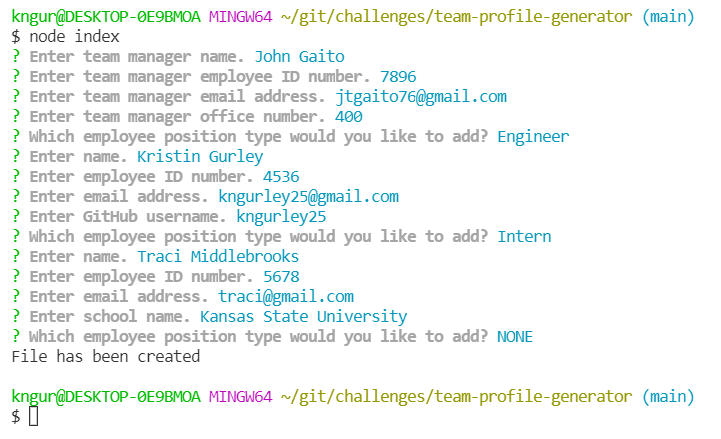 kngur@DESKTOP-0E9BMOA MINGW64 ~/git/challenges/team-profile-generator (main)
$ node index
? Enter team manager name. John Gaito
? Enter team manager employee ID number. 7896
? Enter team manager email address. jtgaito76@gmail.com
? Enter team manager office number. 400
? Which employee position type would you like to add? Engineer
? Enter name. Kristin Gurley
? Enter employee ID number. 4536
? Enter email address. kngurley25@gmail.com
? Enter GitHub username. kngurley25
? Which employee position type would you like to add? Intern
? Enter name. Traci Middlebrooks
? Enter employee ID number. 5678
? Enter email address. traci@gmail.com
? Enter school name. Kansas State University
? Which employee position type would you like to add? NONE
File has been created
kngur@DESKTOP-0E9BMOA MINGW64 ~/git/challenges/team-profile-generator (main)
$